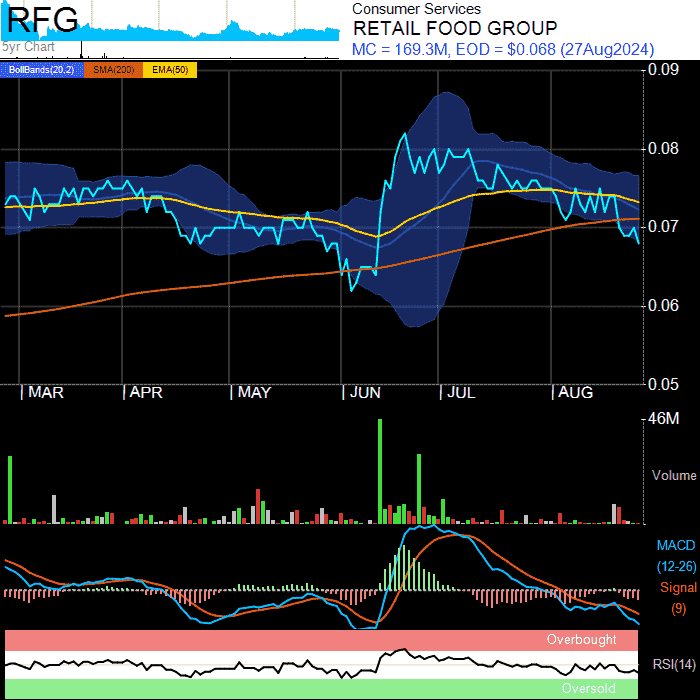 RFG
5yr Chart
Consumer Services
RETAIL FOOD GROUP
MC = 169.3M, EOD = $0.068 (27Aug2024)
BollBands(20,2) SMA(200) EMA(50)
0.09
0.08
0.07
0.06
0.05
MAR APR MAY JUN JUL AUG
46M
Volume
MACD
(12-26)
Signal
(9)
Overbought
RSI(14)
Oversold